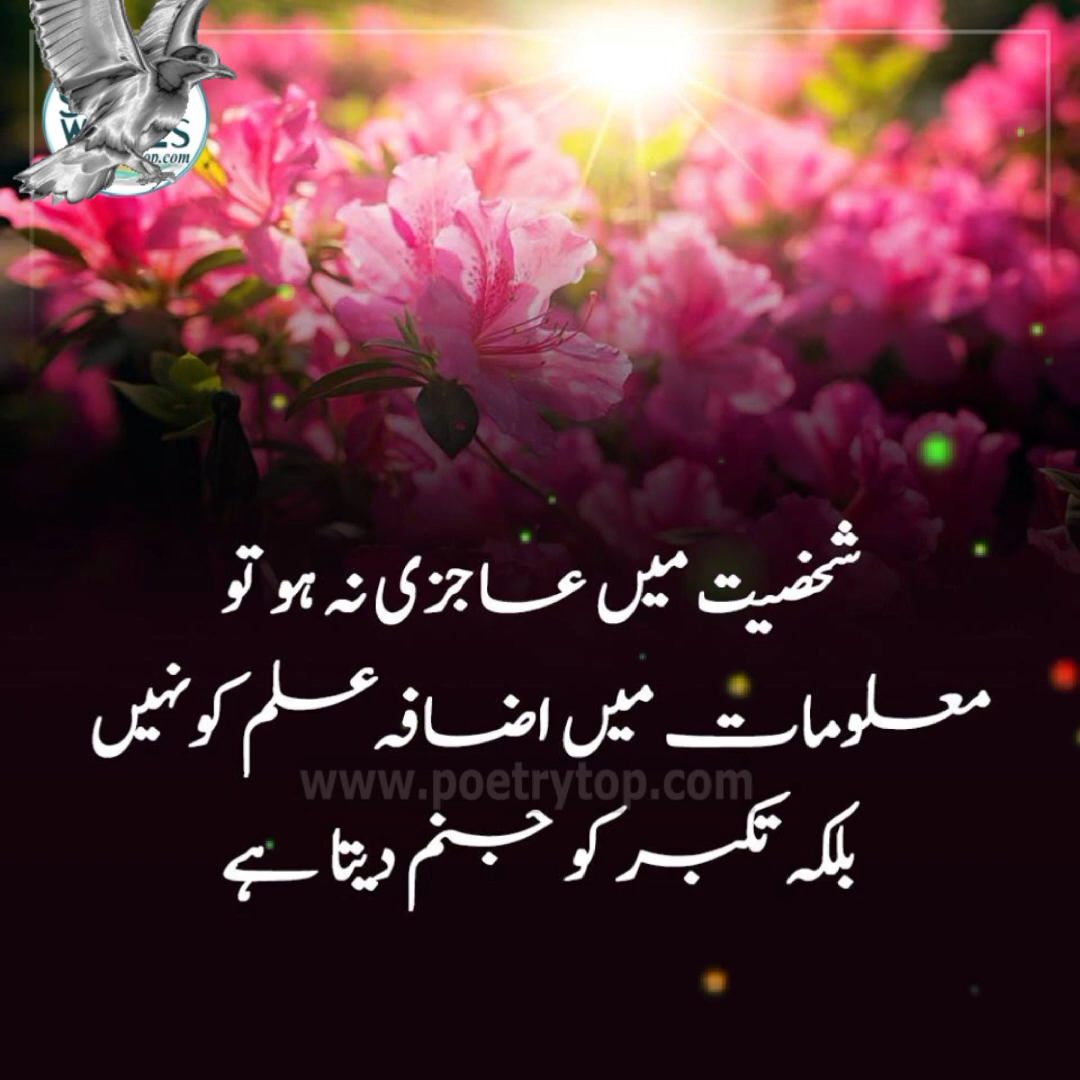 شخصیت میں عاجزی نہ ہو تو
معلومات میں اضافہ علم کو نہیں
www.poetrytop.com
بلکہ تکبر کو جنم دیتا ہے